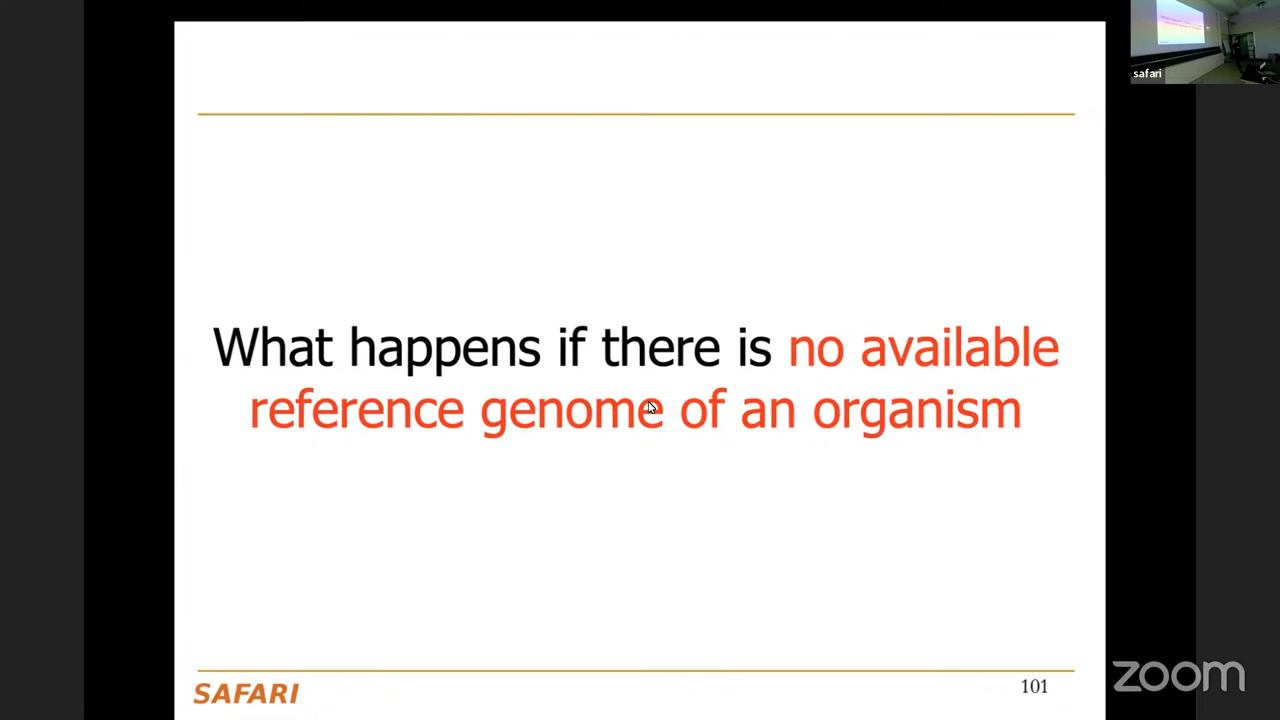 safari
What happens if there is no available
reference genome of an organism
SAFARI
101
zoom